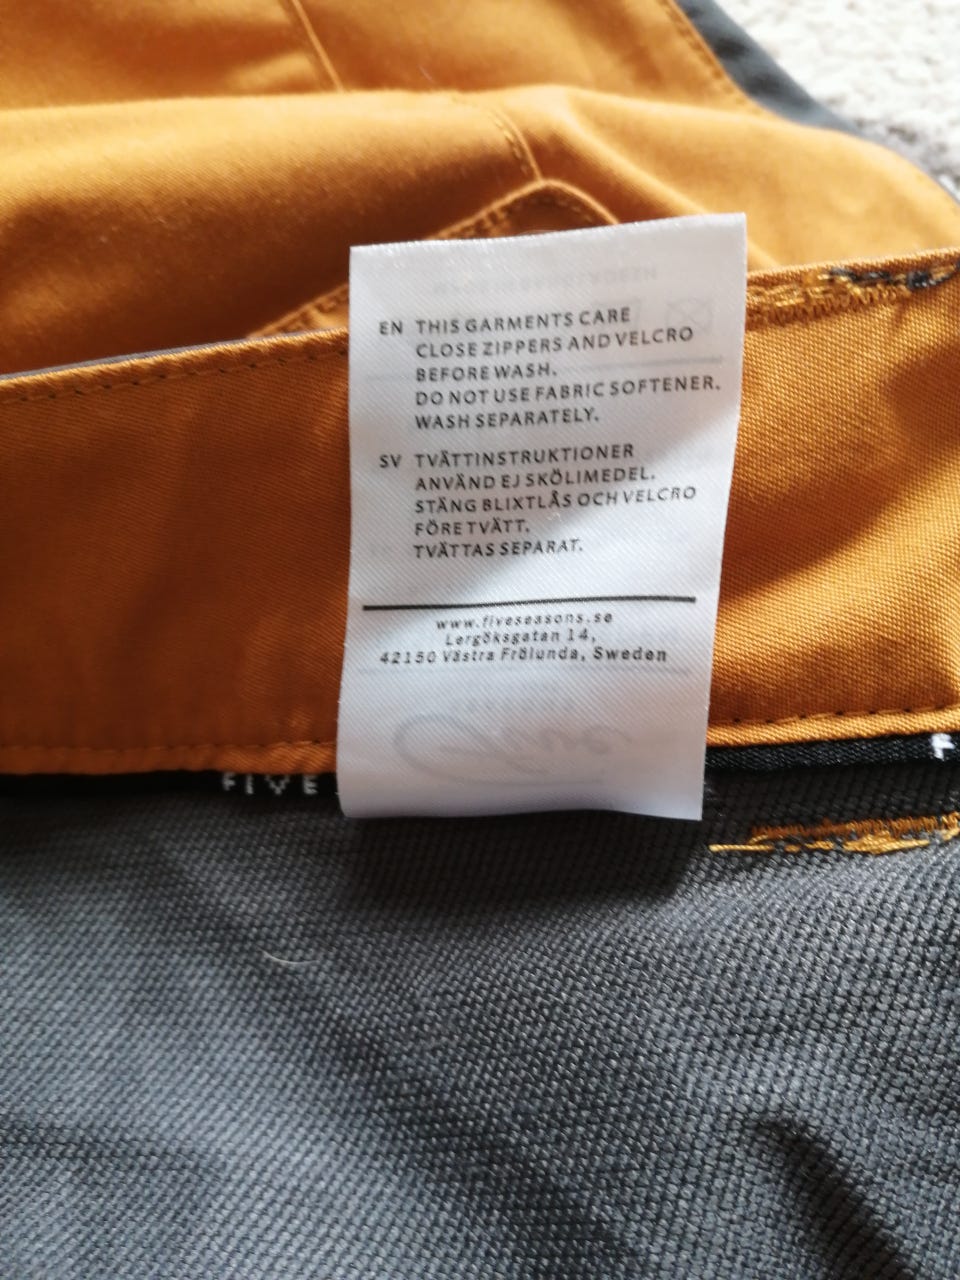 EN THIS GARMENTS CARE
CLOSE ZIPPERS AND VELCRO
BEFORE WASH.
DO NOT USE FABRIC SOFTENER.
WASH SEPARATELY.
SV TVÄTTINSTRUKTIONER
ANVÄND EJ SKÖLIMEDEL.
STÄNG BLIXTLÅS OCH VELCRO
FÖRE TVÄTT.
TVÄTTAS SEPARAT.
www.fiveseasons.se
Lergöksgatan 14,
42150 Västra Frölunda, Sweden
FIVE
F